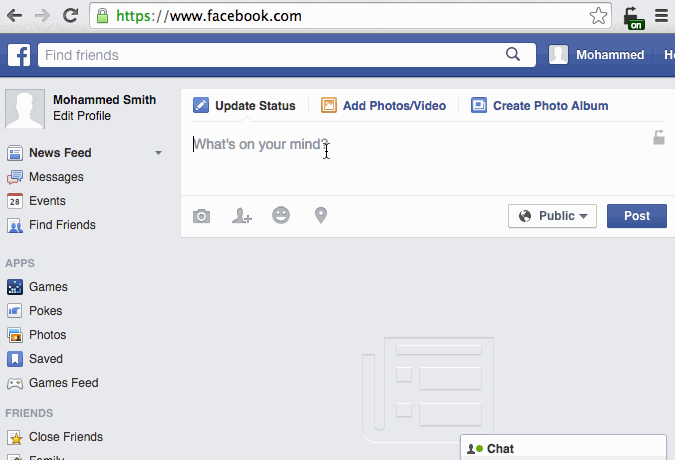 https://www.facebook.com
on
f Find friends Mohammed
Mohammed Smith
Edit Profile
Update Status Add Photos/Video Create Photo Album
What's on your mind?
News Feed
Messages
28 Events
Find Friends
Public Post
APPS
Games
Pokes
Photos
Saved
Games Feed
FRIENDS
Close Friends
Family
Chat